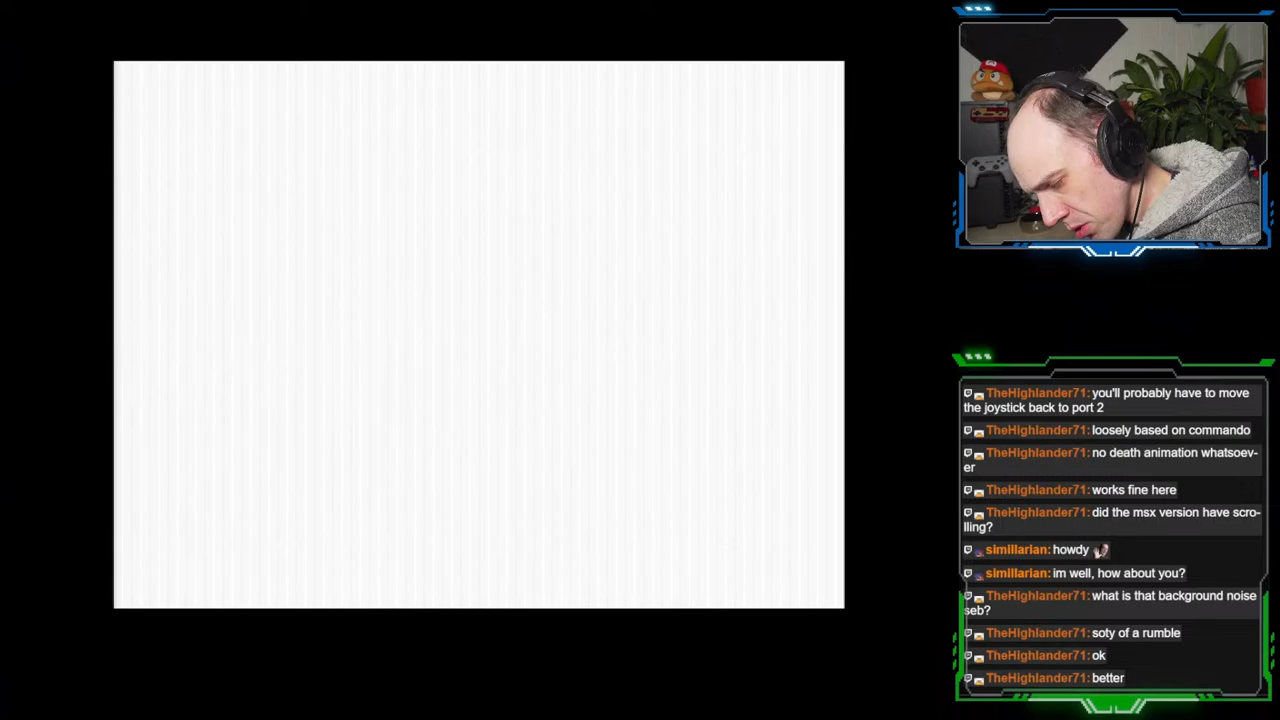 TheHighlander71: you'll probably have to move
the joystick back to port 2
TheHighlander71: loosely based on commando
TheHighlander71: no death animation whatsoev-
er
TheHighlander71: works fine here
TheHighlander71: did the msx version have scro-
lling?
simillarian: howdy
simillarian: im well, how about you?
TheHighlander71: what is that background noise
seb?
TheHighlander71: soty of a rumble
TheHighlander71: ok
TheHighlander71: better